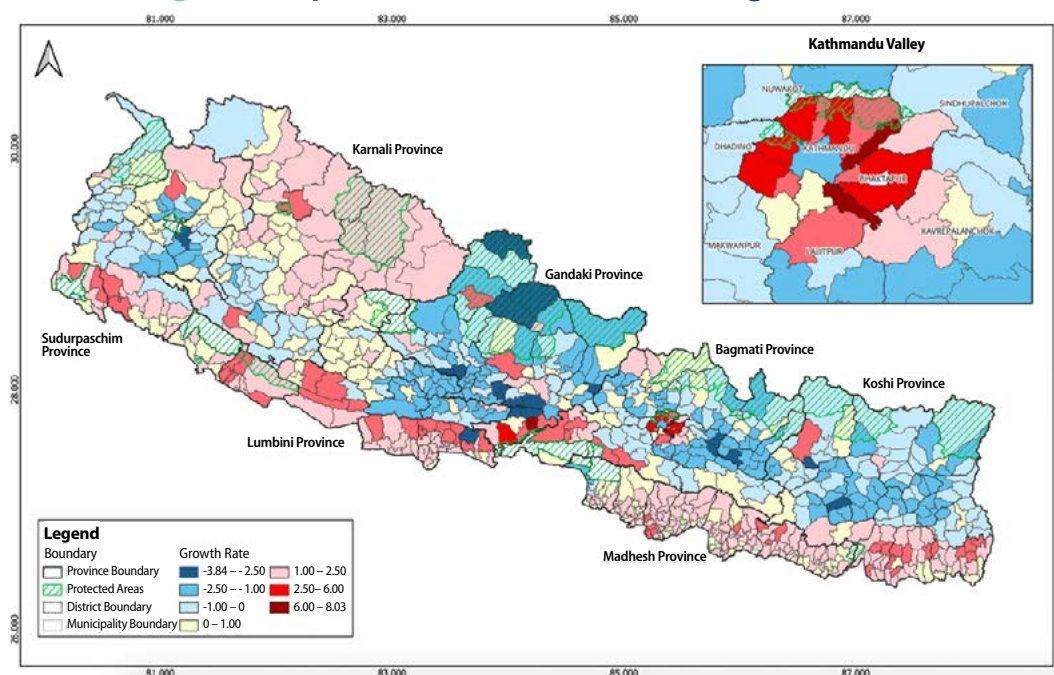 81.000 83.000 85.000 87.000
Kathmandu Valley
NUWAKOT
SINDHUPALCHOK
DHADING
KATHMANDU
BHAKTAPUR
KAVREPALANCHOK
MAKWANPUR
LALITPUR
30.000
28.000
26.000
Karnali Province
Gandaki Province
Sudurpaschim
Province
Bagmati Province
Koshi Province
Lumbini Province
Madhesh Province
Legend
Boundary
Province Boundary
Protected Areas
District Boundary
Municipality Boundary
Growth Rate
-3.84 – - 2.50
-2.50 – - 1.00
-1.00 – 0
0 – 1.00
1.00 – 2.50
2.50– 6.00
6.00 – 8.03
81.000 83.000 85.000 87.000